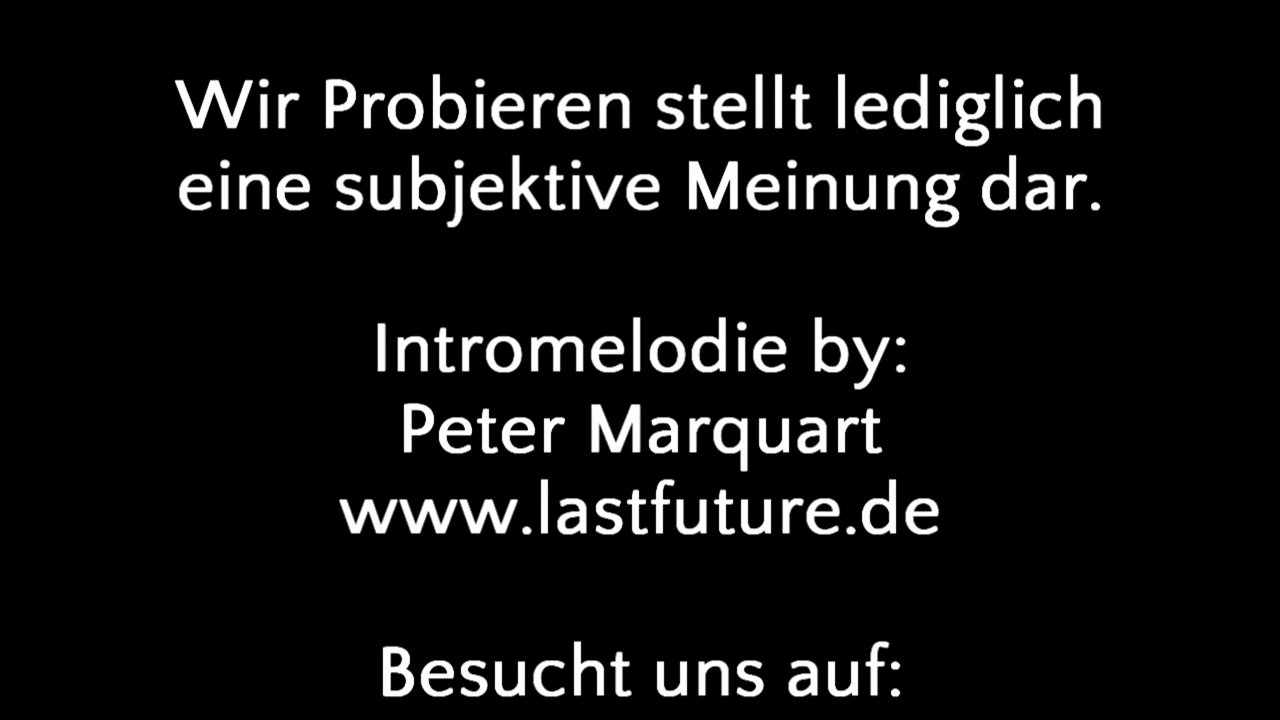 Wir Probieren stellt lediglich
eine subjektive Meinung dar.
Intromelodie by:
Peter Marquart
www.lastfuture.de
Besucht uns auf: